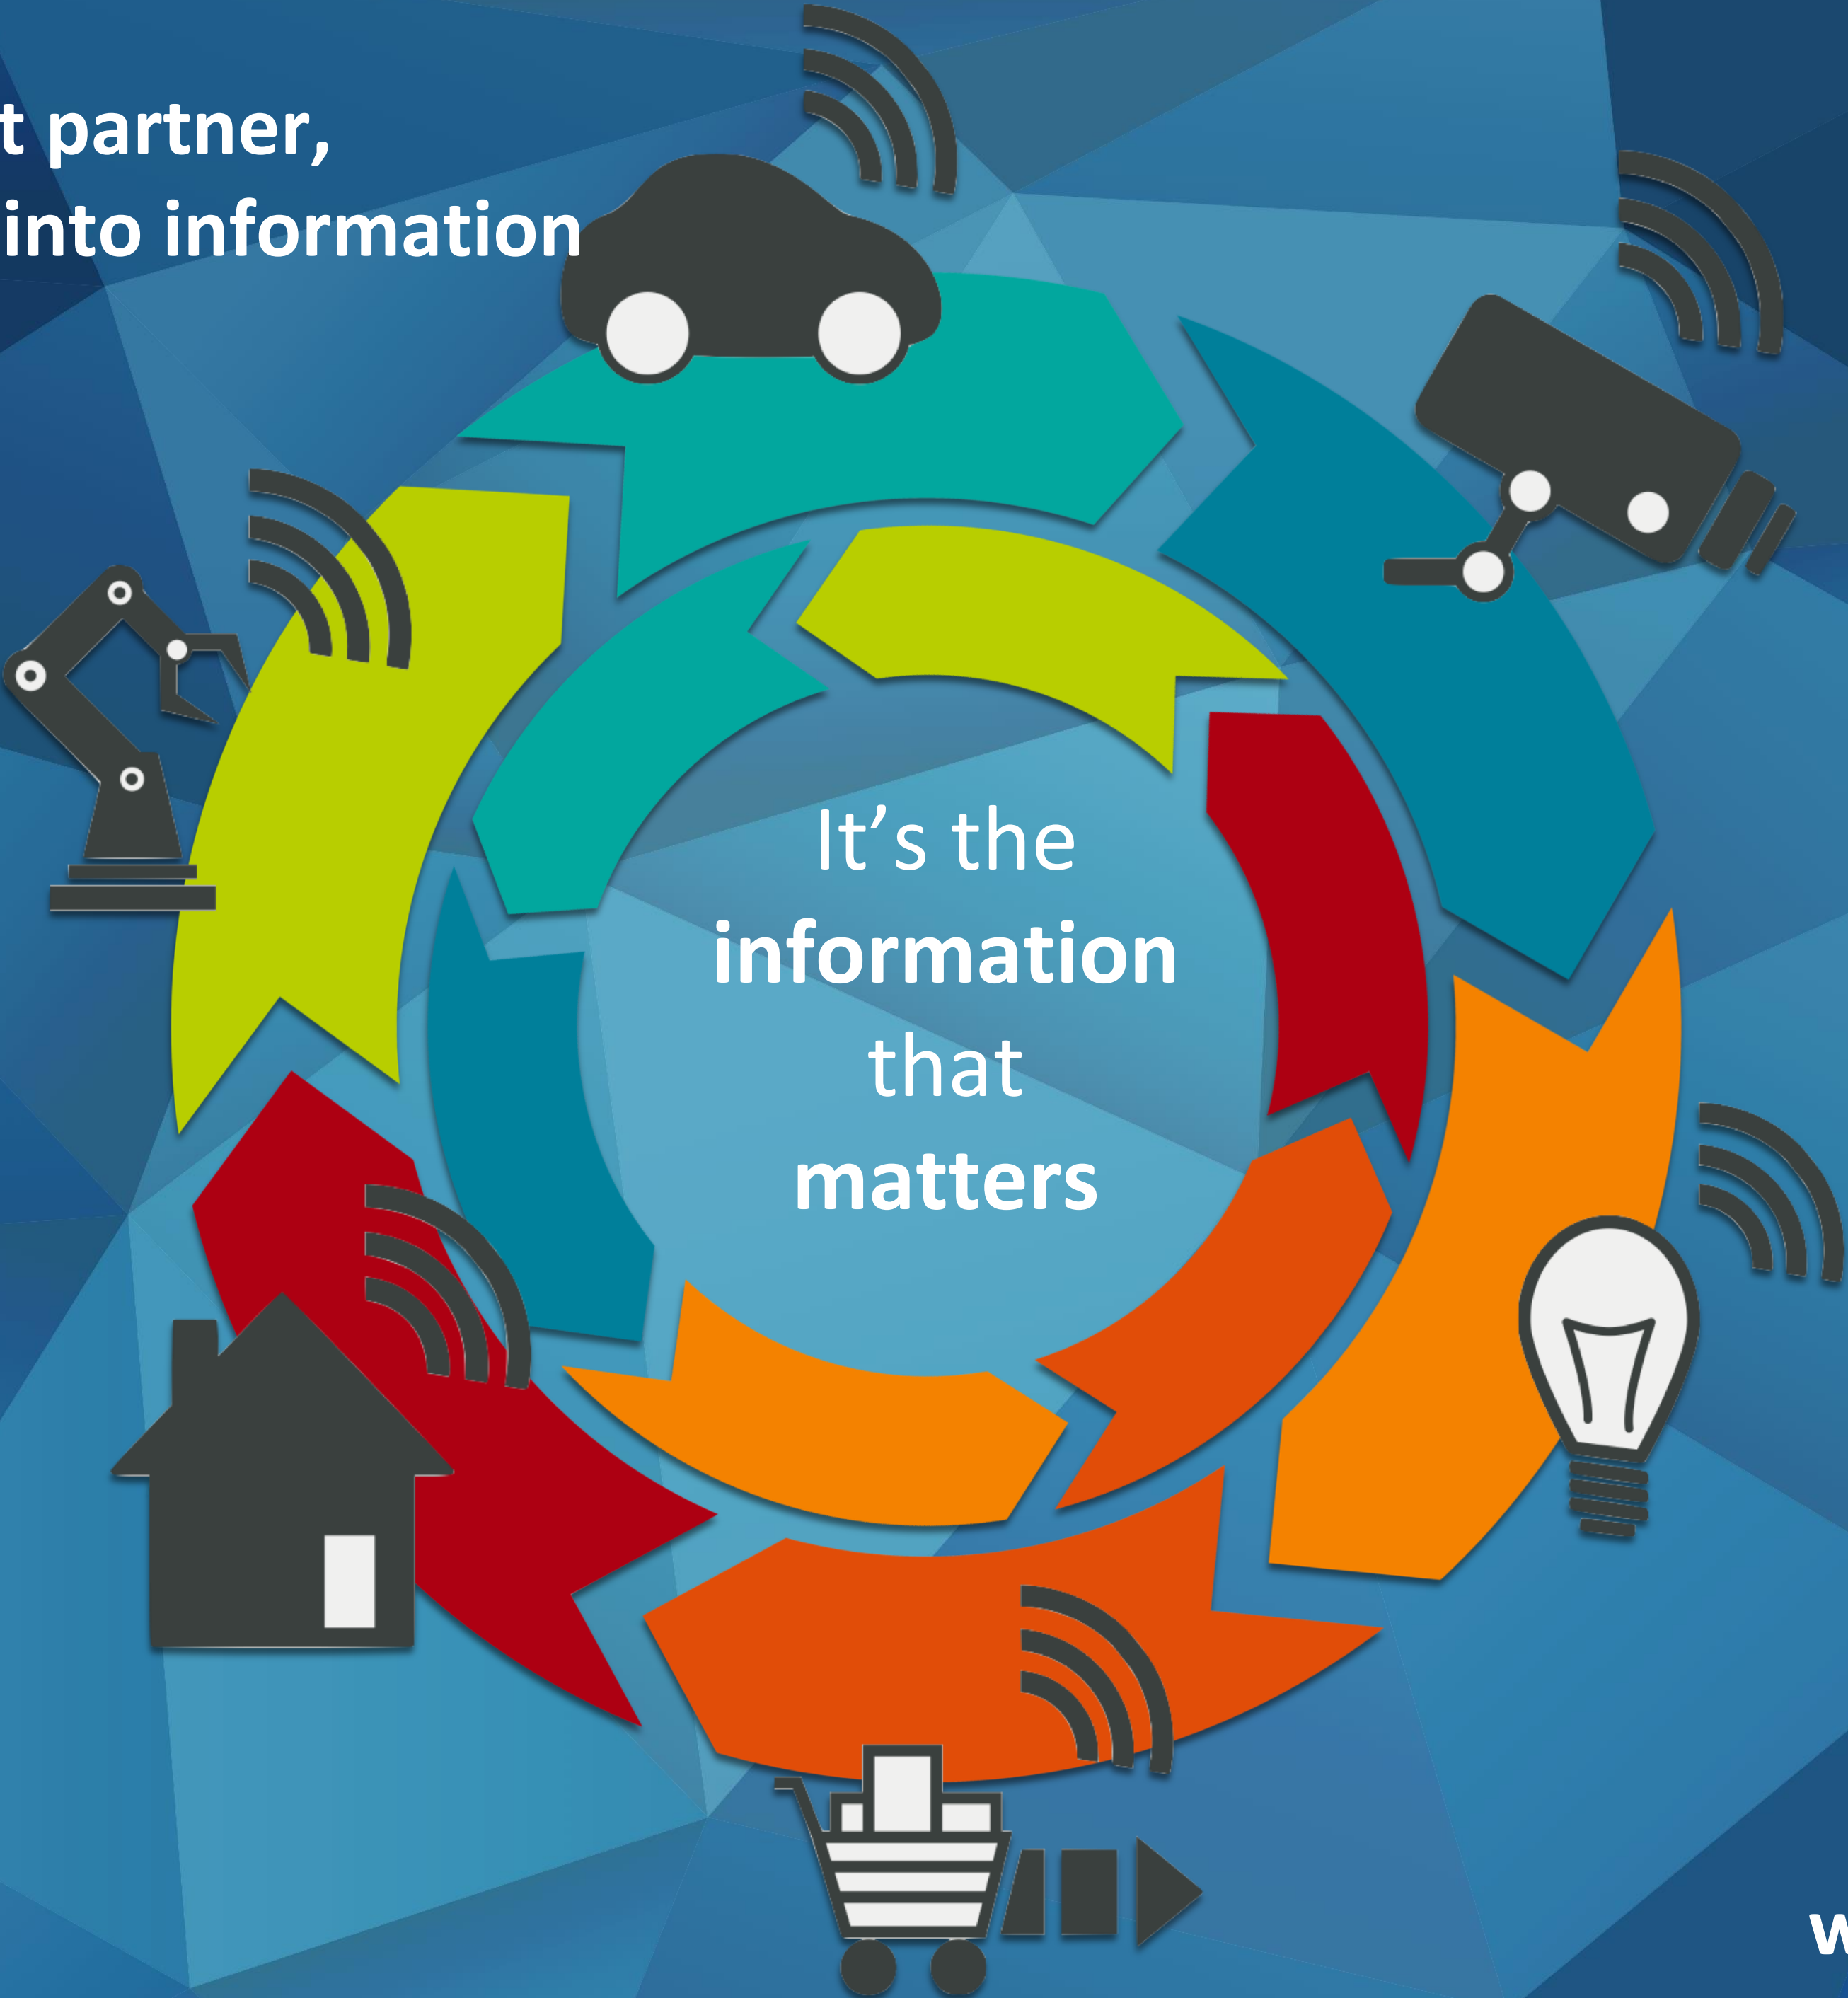 t partner,
into information
It's the
information
that
matters
w